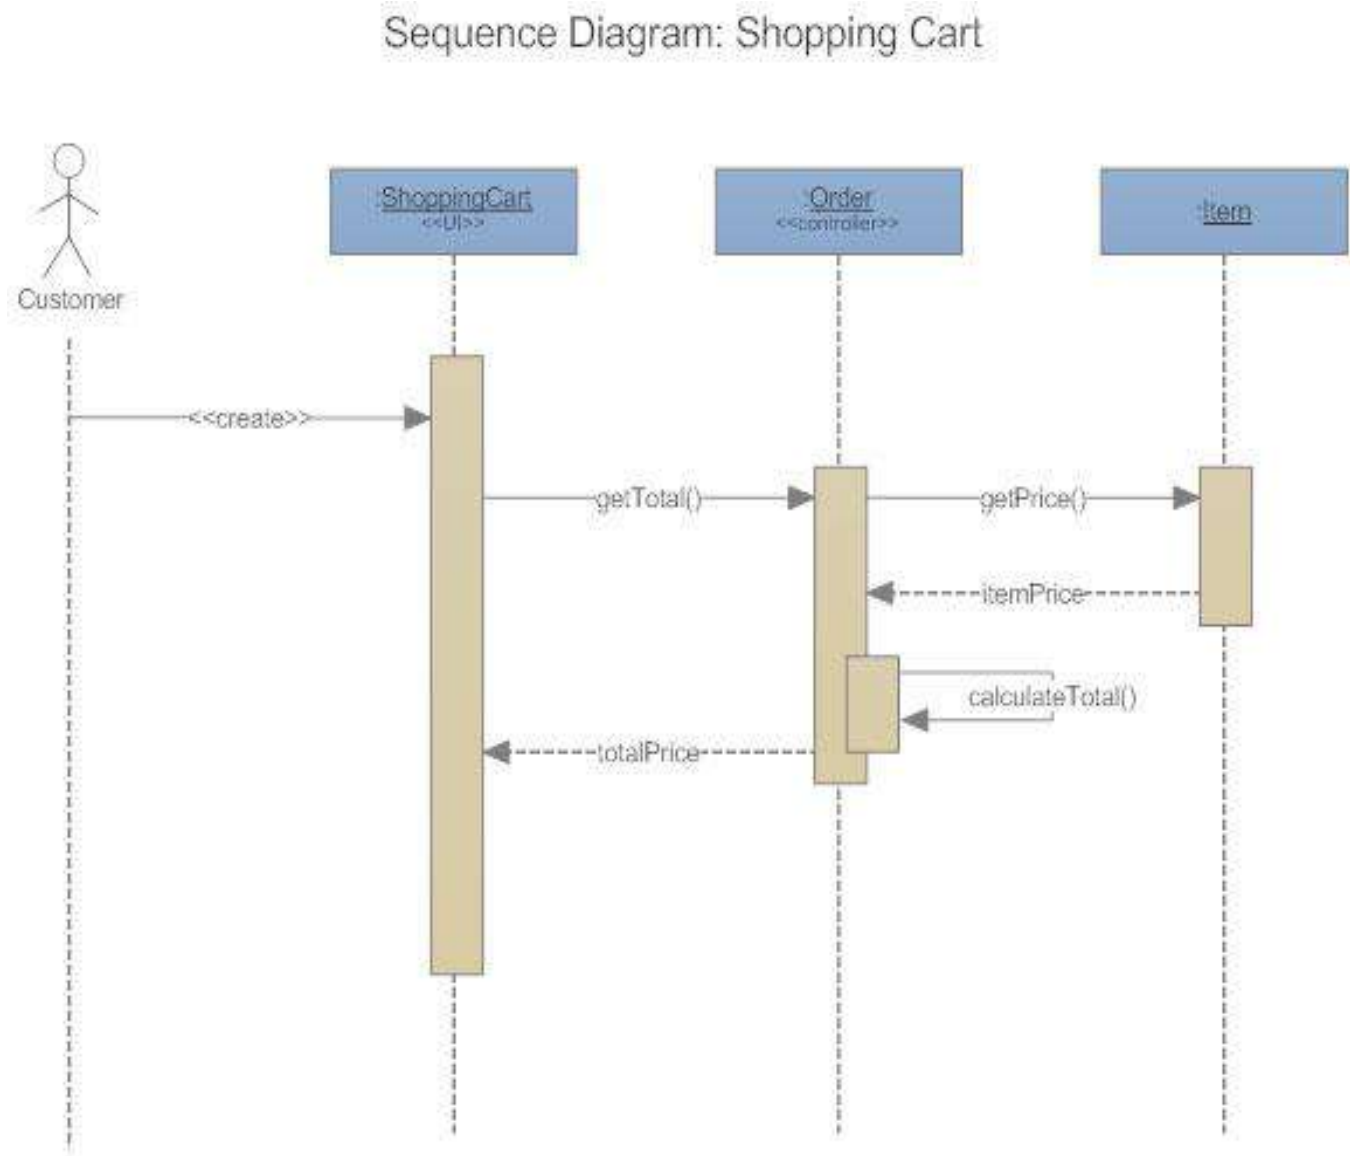 Sequence Diagram: Shopping Cart
:ShoppingCart
<<UI>>
:Order
<<controller>>
:Item
Customer
<<create>>
getTotal()
getPrice()
itemPrice
calculateTotal()
totalPrice